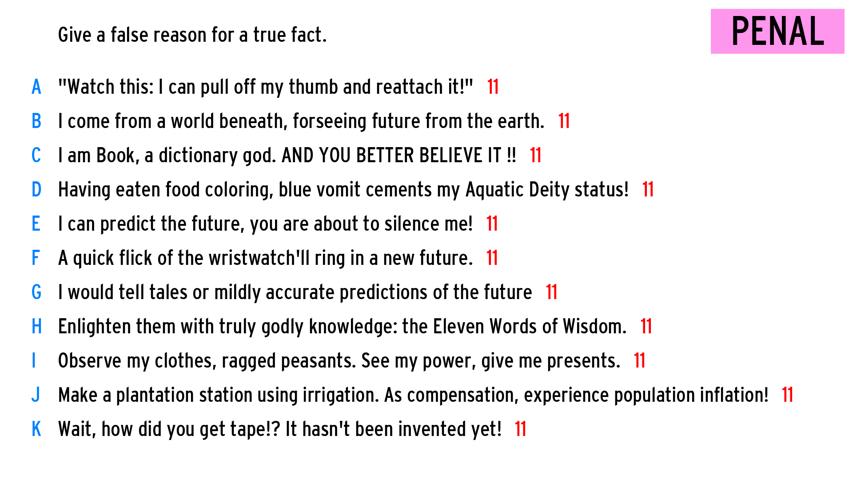 Give a false reason for a true fact.
PENAL
A "Watch this: I can pull off my thumb and reattach it!" 11
B I come from a world beneath, forseeing future from the earth. 11
C I am Book, a dictionary god. AND YOU BETTER BELIEVE IT !! 11
D Having eaten food coloring, blue vomit cements my Aquatic Deity status! 11
E I can predict the future, you are about to silence me! 11
F A quick flick of the wristwatch'll ring in a new future. 11
G I would tell tales or mildly accurate predictions of the future 11
H Enlighten them with truly godly knowledge: the Eleven Words of Wisdom. 11
I Observe my clothes, ragged peasants. See my power, give me presents. 11
J Make a plantation station using irrigation. As compensation, experience population inflation! 11
K Wait, how did you get tape!? It hasn't been invented yet! 11